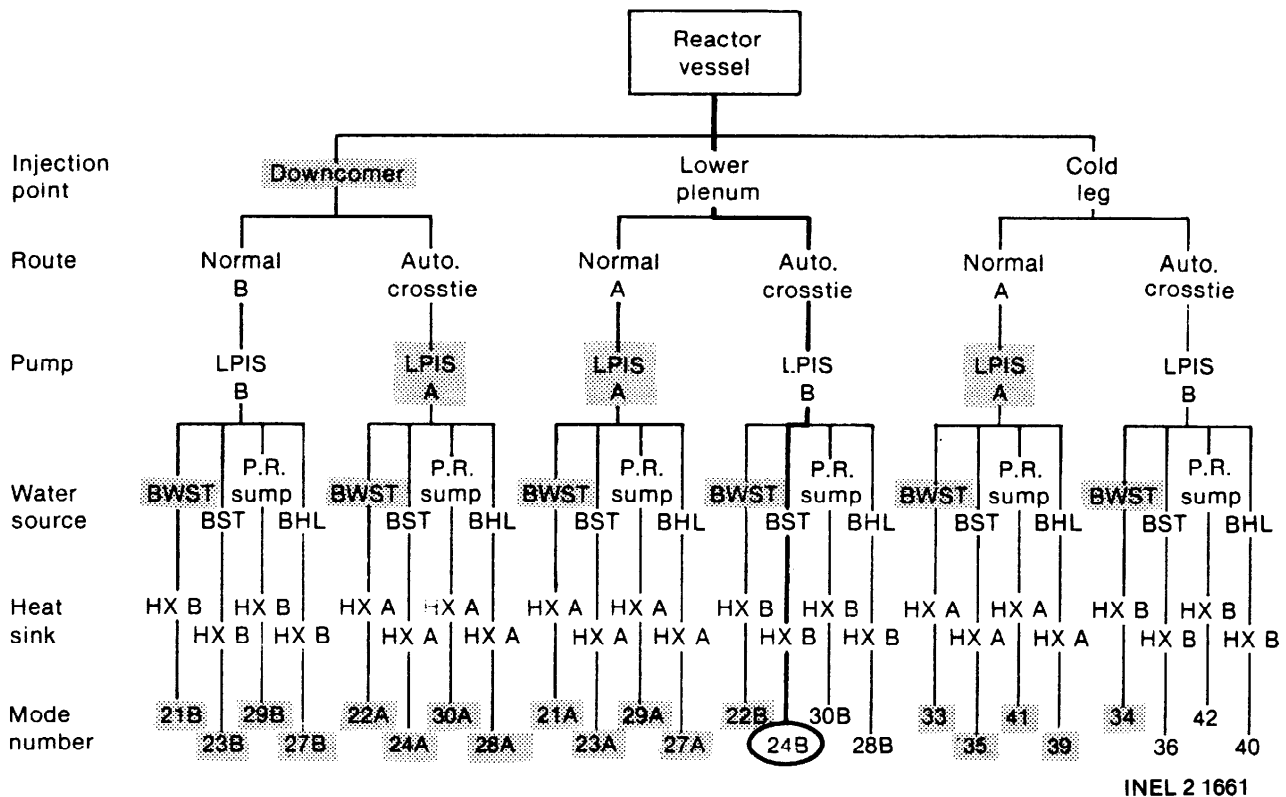 Reactor
vessel
Injection
point
Downcomer
Lower
plenum
Cold
leg
Route
Normal
B
Auto.
crosstie
Normal
A
Auto.
crosstie
Normal
A
Auto.
crosstie
Pump
LPIS
B
LPIS
A
LPIS
A
LPIS
B
LPIS
A
LPIS
B
Water
source
BWST
BST
P.R.
sump
BHL
BWST
BST
P.R.
sump
BHL
BWST
BST
P.R.
sump
BHL
BWST
BST
P.R.
sump
BHL
BWST
BST
P.R.
sump
BHL
BWST
BST
P.R.
sump
BHL
Heat
sink
HX B HX B HX A HX A HX A HX A HX B HX B HX A HX A HX B HX B
HX B HX B HX A HX A HX A HX A HX B HX B HX A HX A HX B HX B
Mode
number
21B 29B 22A 30A 21A 29A 22B 30B 33 41 34 42
23B 27B 24A 28A 23A 27A 24B 28B 35 39 36 40
INEL 2 1661